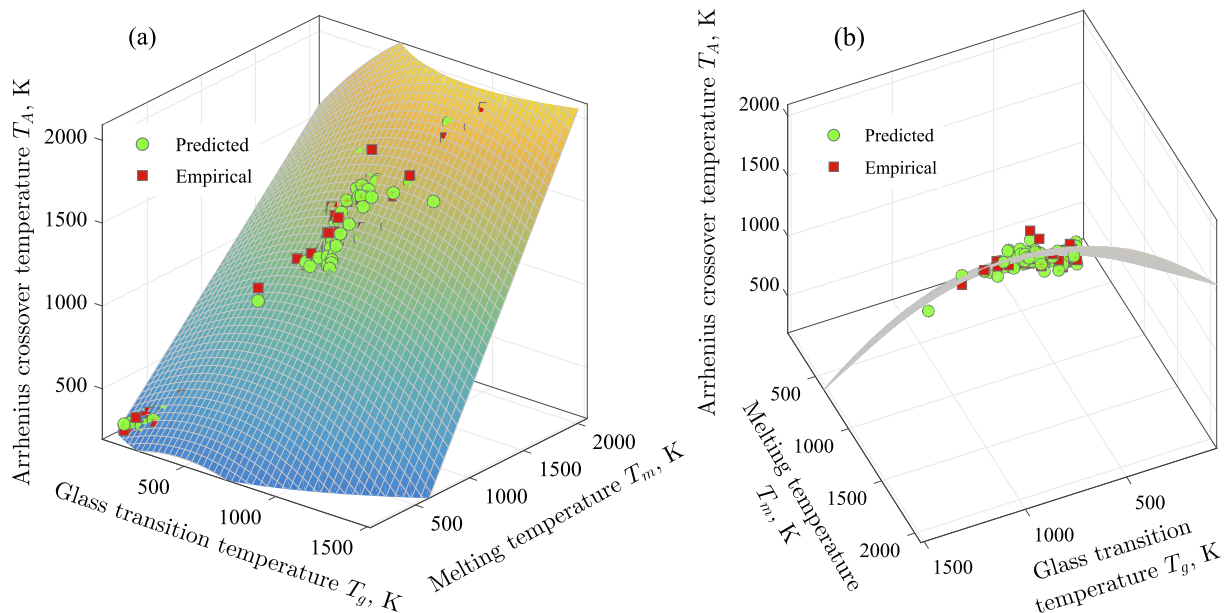 (a)
Arrhenius crossover temperature T_A, K
2000
1500
1000
500
Predicted
Empirical
500
1000
1500
Glass transition temperature T_g, K
500
1000
1500
2000
Melting temperature T_m, K
(b)
Arrhenius crossover temperature T_A, K
2000
1500
1000
500
Predicted
Empirical
500
1000
1500
2000
Melting temperature
T_m, K
1500
1000
500
Glass transition
temperature T_g, K